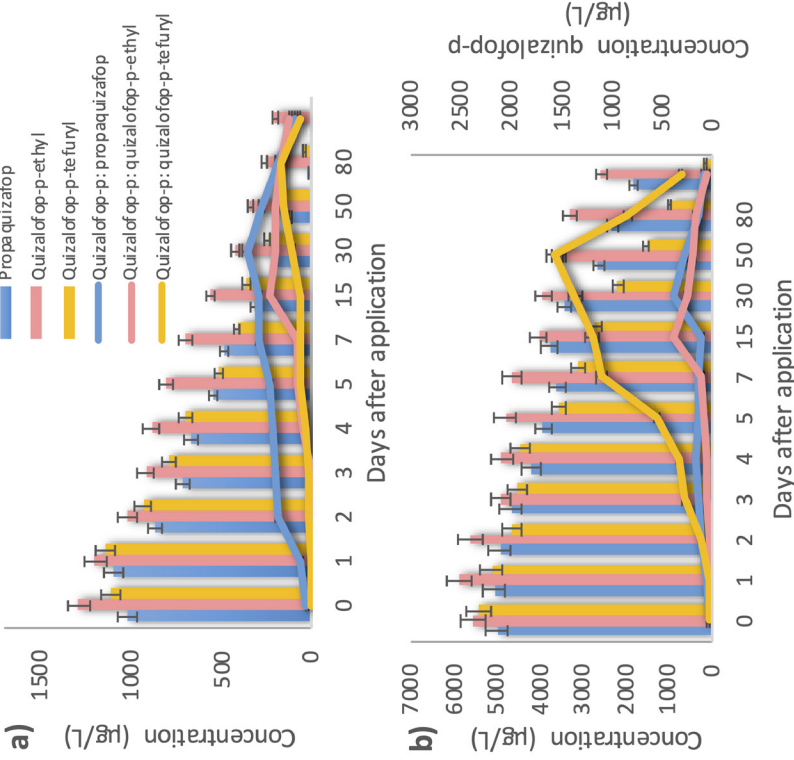 a)
Concentration (µg/L)
1500
1000
500
0
0 1 2 3 4 5 7 15 30 50 80
Days after application
Propaquizafop
Quizalofop-p-ethyl
Quizalofop-p-tefuryl
Quizalofop-p: propaquizafop
Quizalofop-p: quizalofop-p-ethyl
Quizalofop-p: quizalofop-p-tefuryl
b)
Concentration (µg/L)
7000
6000
5000
4000
3000
2000
1000
0
0 1 2 3 4 5 7 15 30 50 80
Days after application
3000
2500
2000
1500
1000
500
0
Concentration quizalofop-p
(µg/L)